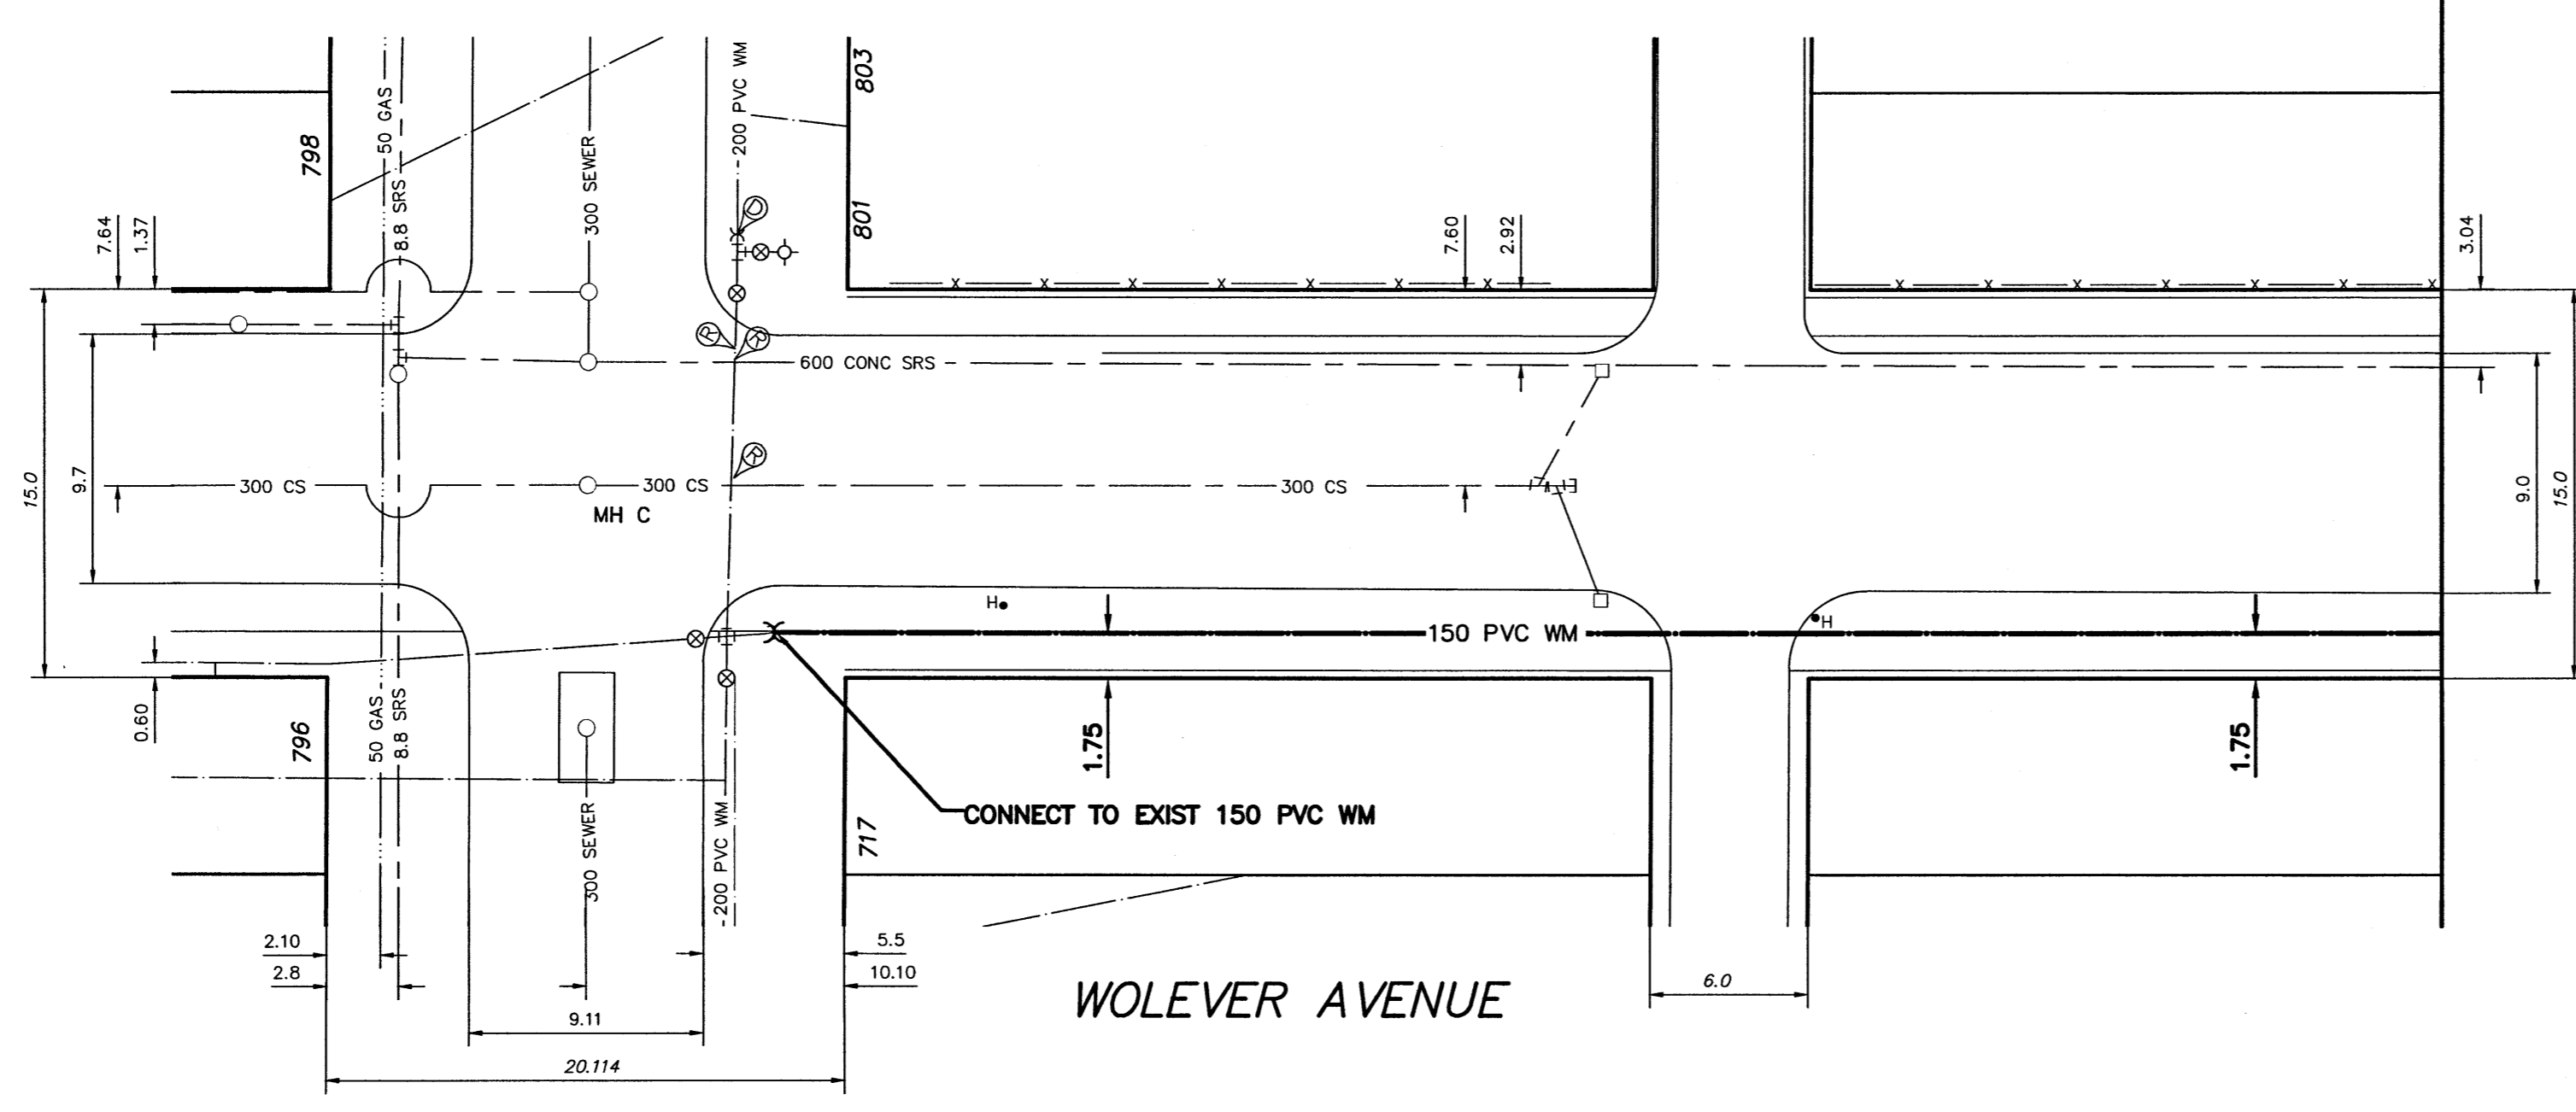 50 GAS
200 PVC WM
803
798
300 SEWER
8.8 SRS
D
801
7.64
1.37
7.60
2.92
3.04
X X X X X X X
X X X X X X X
R
R
600 CONC SRS
R
15.0
9.7
300 CS
300 CS
300 CS
9.0
15.0
MH C
H
H
150 PVC WM
0.60
796
50 GAS
8.8 SRS
1.75
1.75
CONNECT TO EXIST 150 PVC WM
717
300 SEWER
200 PVC WM
2.10
5.5
2.8
10.10
WOLEVER AVENUE
6.0
9.11
20.114